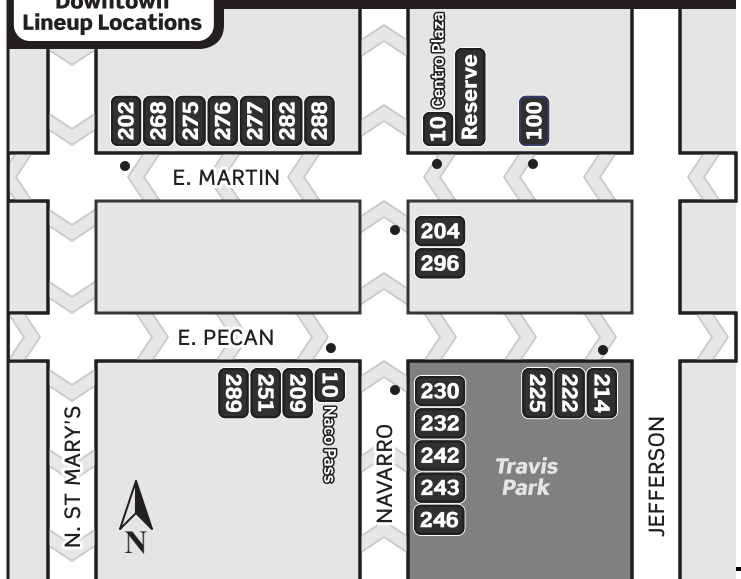 Downtown
Lineup Locations
202
268
275
276
277
282
288
10 Centro Plaza
Reserve
100
E. MARTIN
204
296
E. PECAN
289
251
209
10 Naco Pass
230
232
242
243
246
225
222
214
Travis
Park
N. ST MARY'S
NAVARRO
JEFFERSON
N